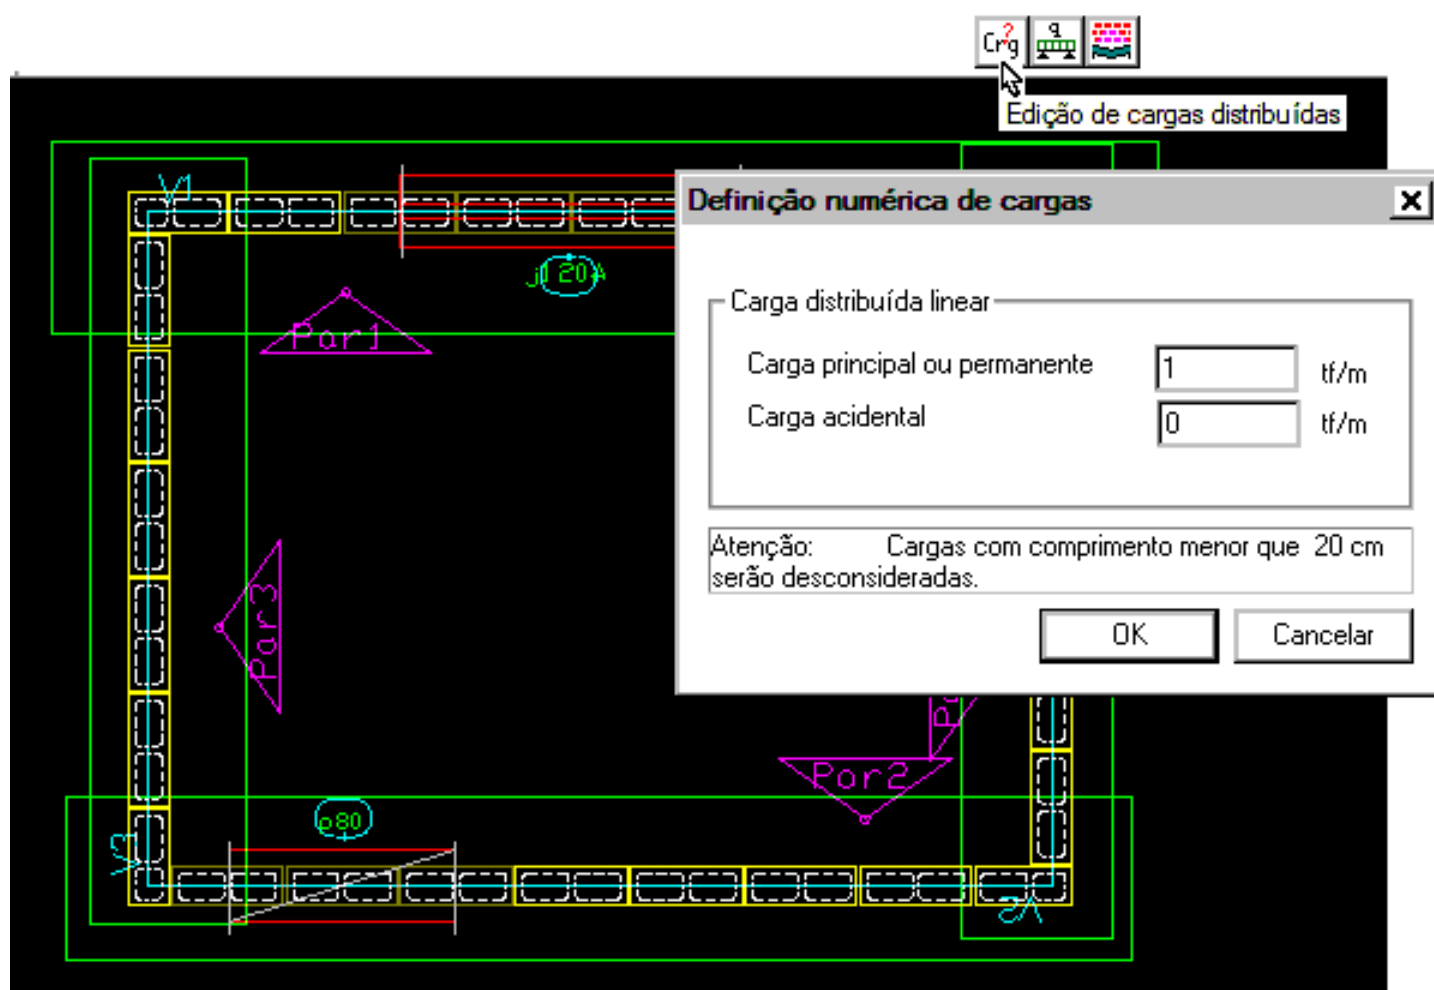 Crg ? q
Edição de cargas distribuídas
Definição numérica de cargas
Carga distribuída linear
Carga principal ou permanente 1 tf/m
Carga acidental 0 tf/m
Atenção: Cargas com comprimento menor que 20 cm
serão desconsideradas.
OK Cancelar
V1
Par1
Par3
Par2
p80
V3
V2